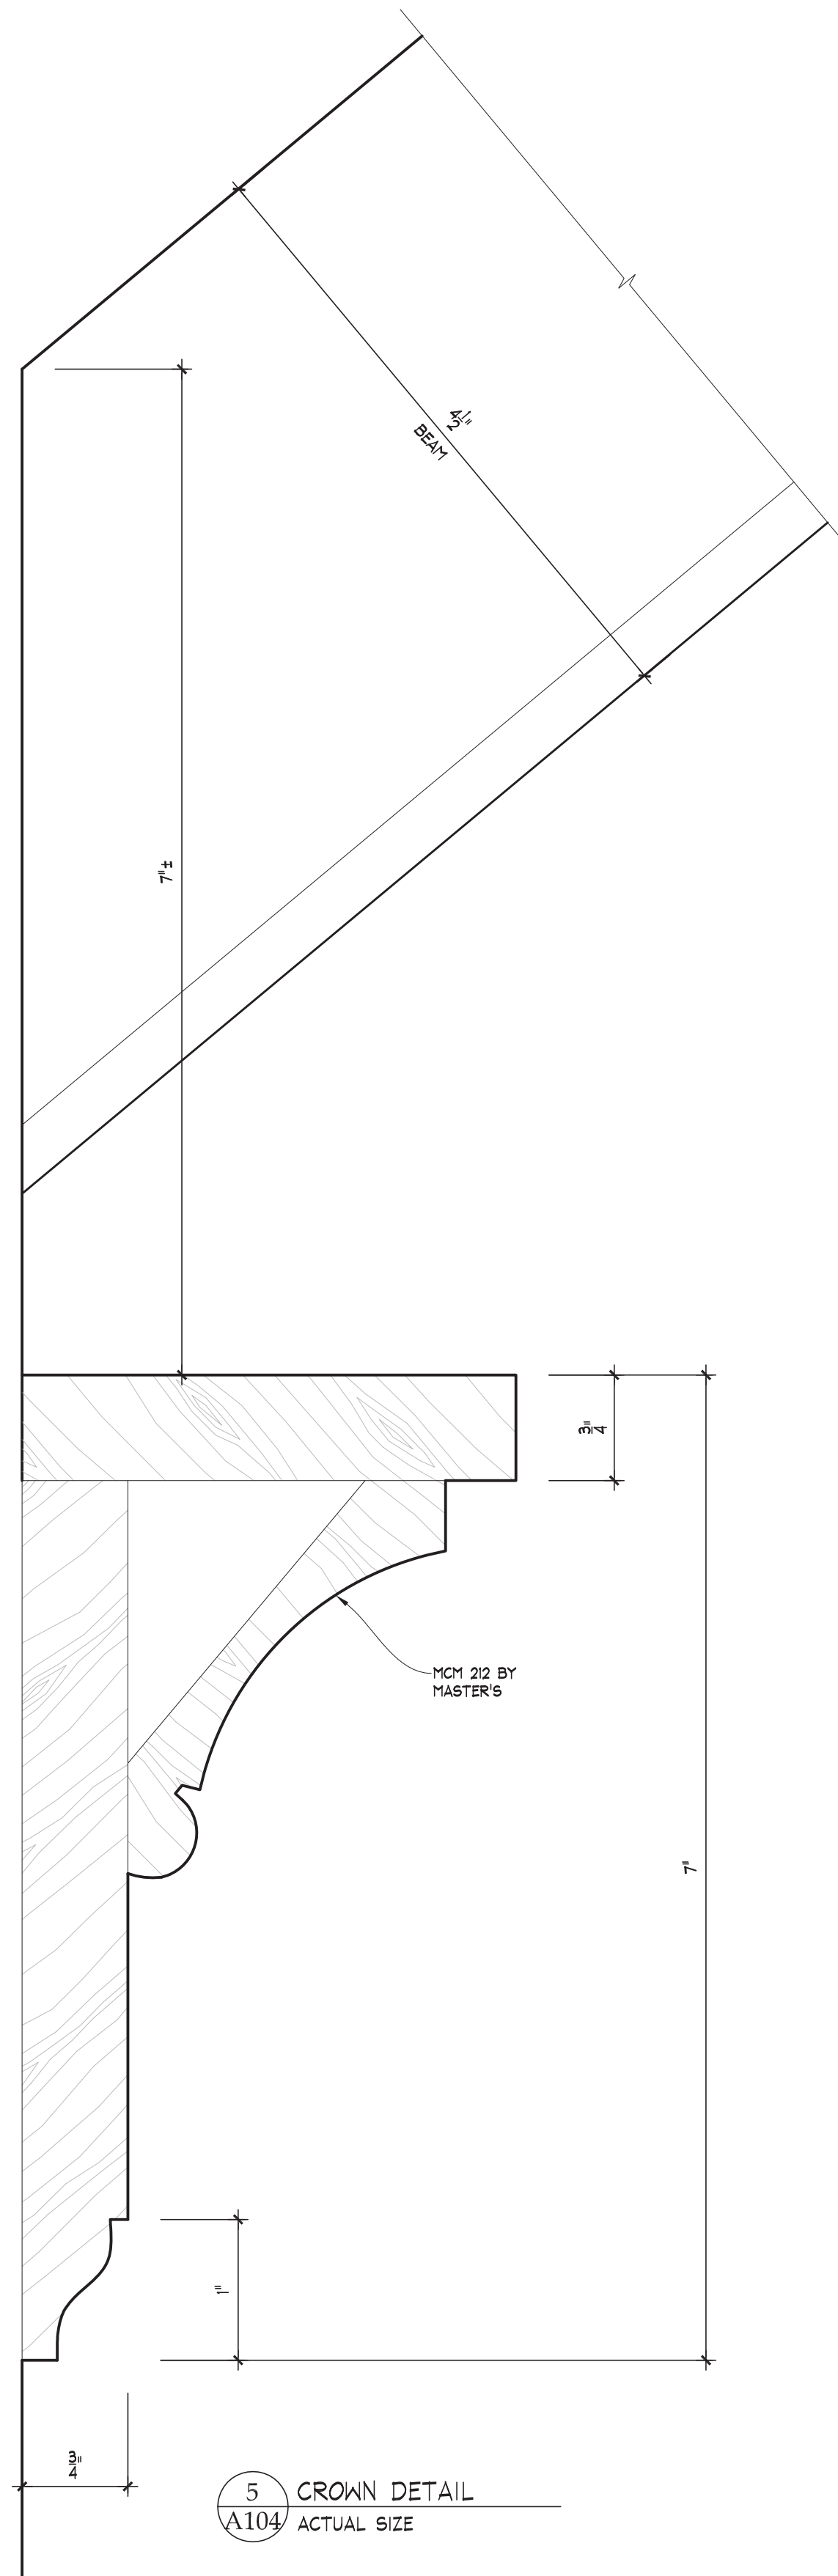 4 1/2"
BEAM
7"±
3/4"
MCM 212 BY
MASTER'S
7"
1"
3/4"
5
A104
CROWN DETAIL
ACTUAL SIZE